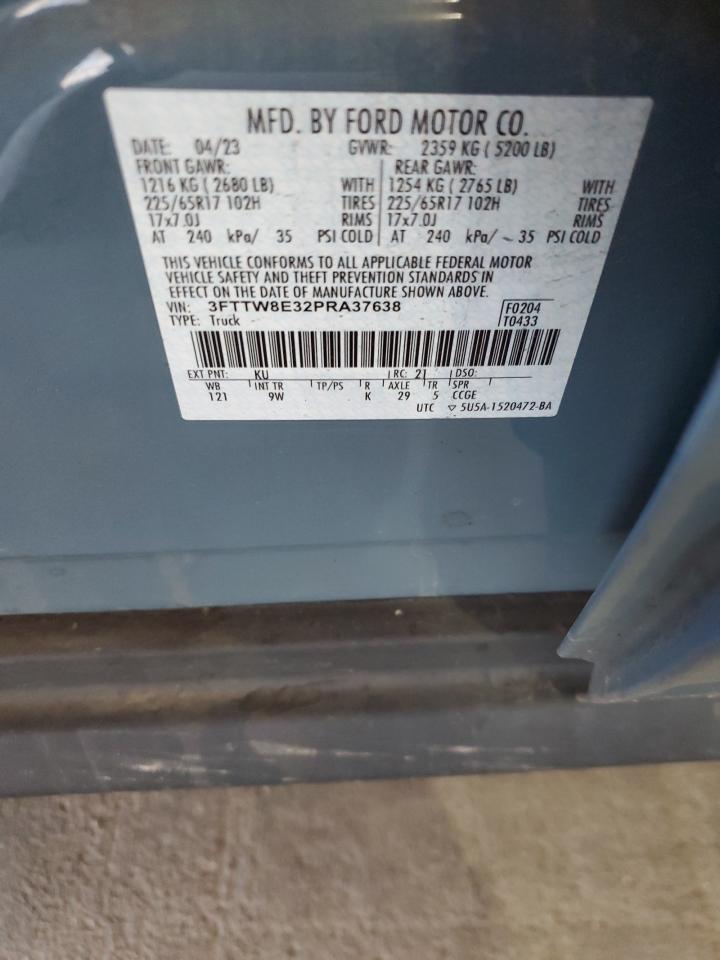 MFD. BY FORD MOTOR CO.
DATE: 04/23 GVWR: 2359 KG ( 5200 LB)
FRONT GAWR: REAR GAWR:
1216 KG ( 2680 LB) WITH 1254 KG ( 2765 LB) WITH
225/65R17 102H TIRES 225/65R17 102H TIRES
17x7.0J RIMS 17x7.0J RIMS
AT 240 kPa/ 35 PSI COLD AT 240 kPa/ 35 PSI COLD
THIS VEHICLE CONFORMS TO ALL APPLICABLE FEDERAL MOTOR
VEHICLE SAFETY AND THEFT PREVENTION STANDARDS IN
EFFECT ON THE DATE OF MANUFACTURE SHOWN ABOVE.
VIN: 3FTTW8E32PRA37638 F0204
TYPE: Truck T0433
EXT PNT: KU RC: 21 DSO:
WB INT TR TP/PS R AXLE TR SPR
121 9W K 29 5 CCGE
UTC ▽ 5U5A-1520472-BA